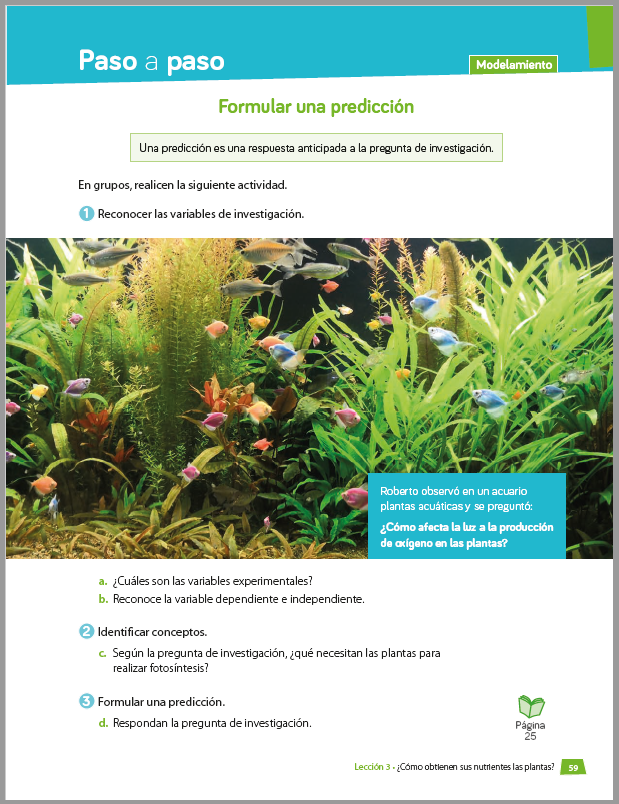 Paso a paso
Modelamiento
Formular una predicción
Una predicción es una respuesta anticipada a la pregunta de investigación.
En grupos, realicen la siguiente actividad.
1 Reconocer las variables de investigación.
Roberto observó en un acuario
plantas acuáticas y se preguntó:
¿Cómo afecta la luz a la producción
de oxígeno en las plantas?
a. ¿Cuáles son las variables experimentales?
b. Reconoce la variable dependiente e independiente.
2 Identificar conceptos.
c. Según la pregunta de investigación, ¿qué necesitan las plantas para
realizar fotosíntesis?
3 Formular una predicción.
d. Respondan la pregunta de investigación.
Página
25
Lección 3 - ¿Cómo obtienen sus nutrientes las plantas? 59